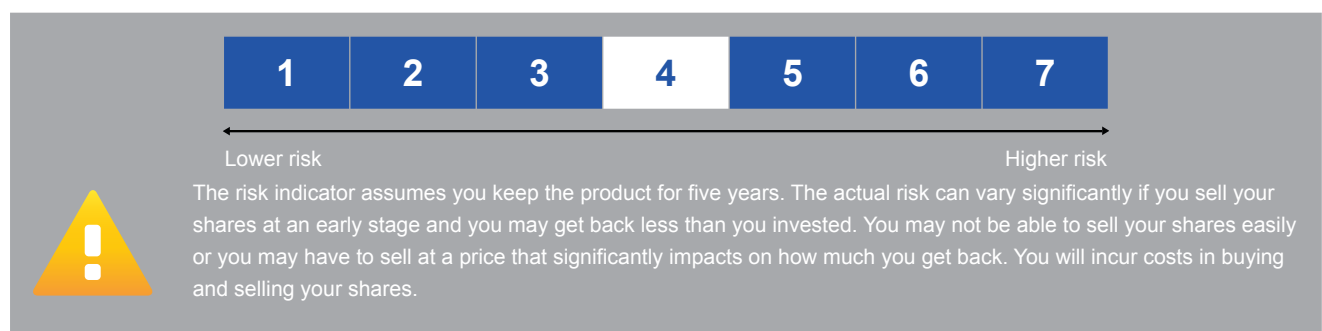 1 2 3 4 5 6 7
Lower risk Higher risk
The risk indicator assumes you keep the product for five years. The actual risk can vary significantly if you sell your
shares at an early stage and you may get back less than you invested. You may not be able to sell your shares easily
or you may have to sell at a price that significantly impacts on how much you get back. You will incur costs in buying
and selling your shares.